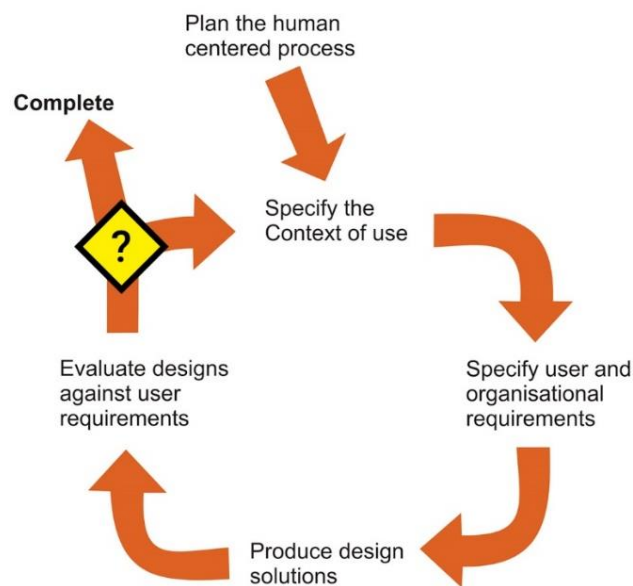 Plan the human
centered process
Complete
?
Specify the
Context of use
Specify user and
organisational
requirements
Produce design
solutions
Evaluate designs
against user
requirements